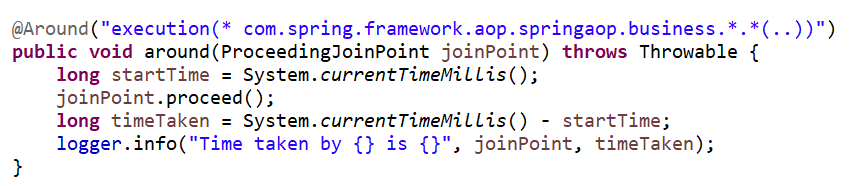 @Around("execution(* com.spring.framework.aop.springaop.business.*.*(..))")
public void around(ProceedingJoinPoint joinPoint) throws Throwable {
    long startTime = System.currentTimeMillis();
    joinPoint.proceed();
    long timeTaken = System.currentTimeMillis() - startTime;
    logger.info("Time taken by {} is {}", joinPoint, timeTaken);
}